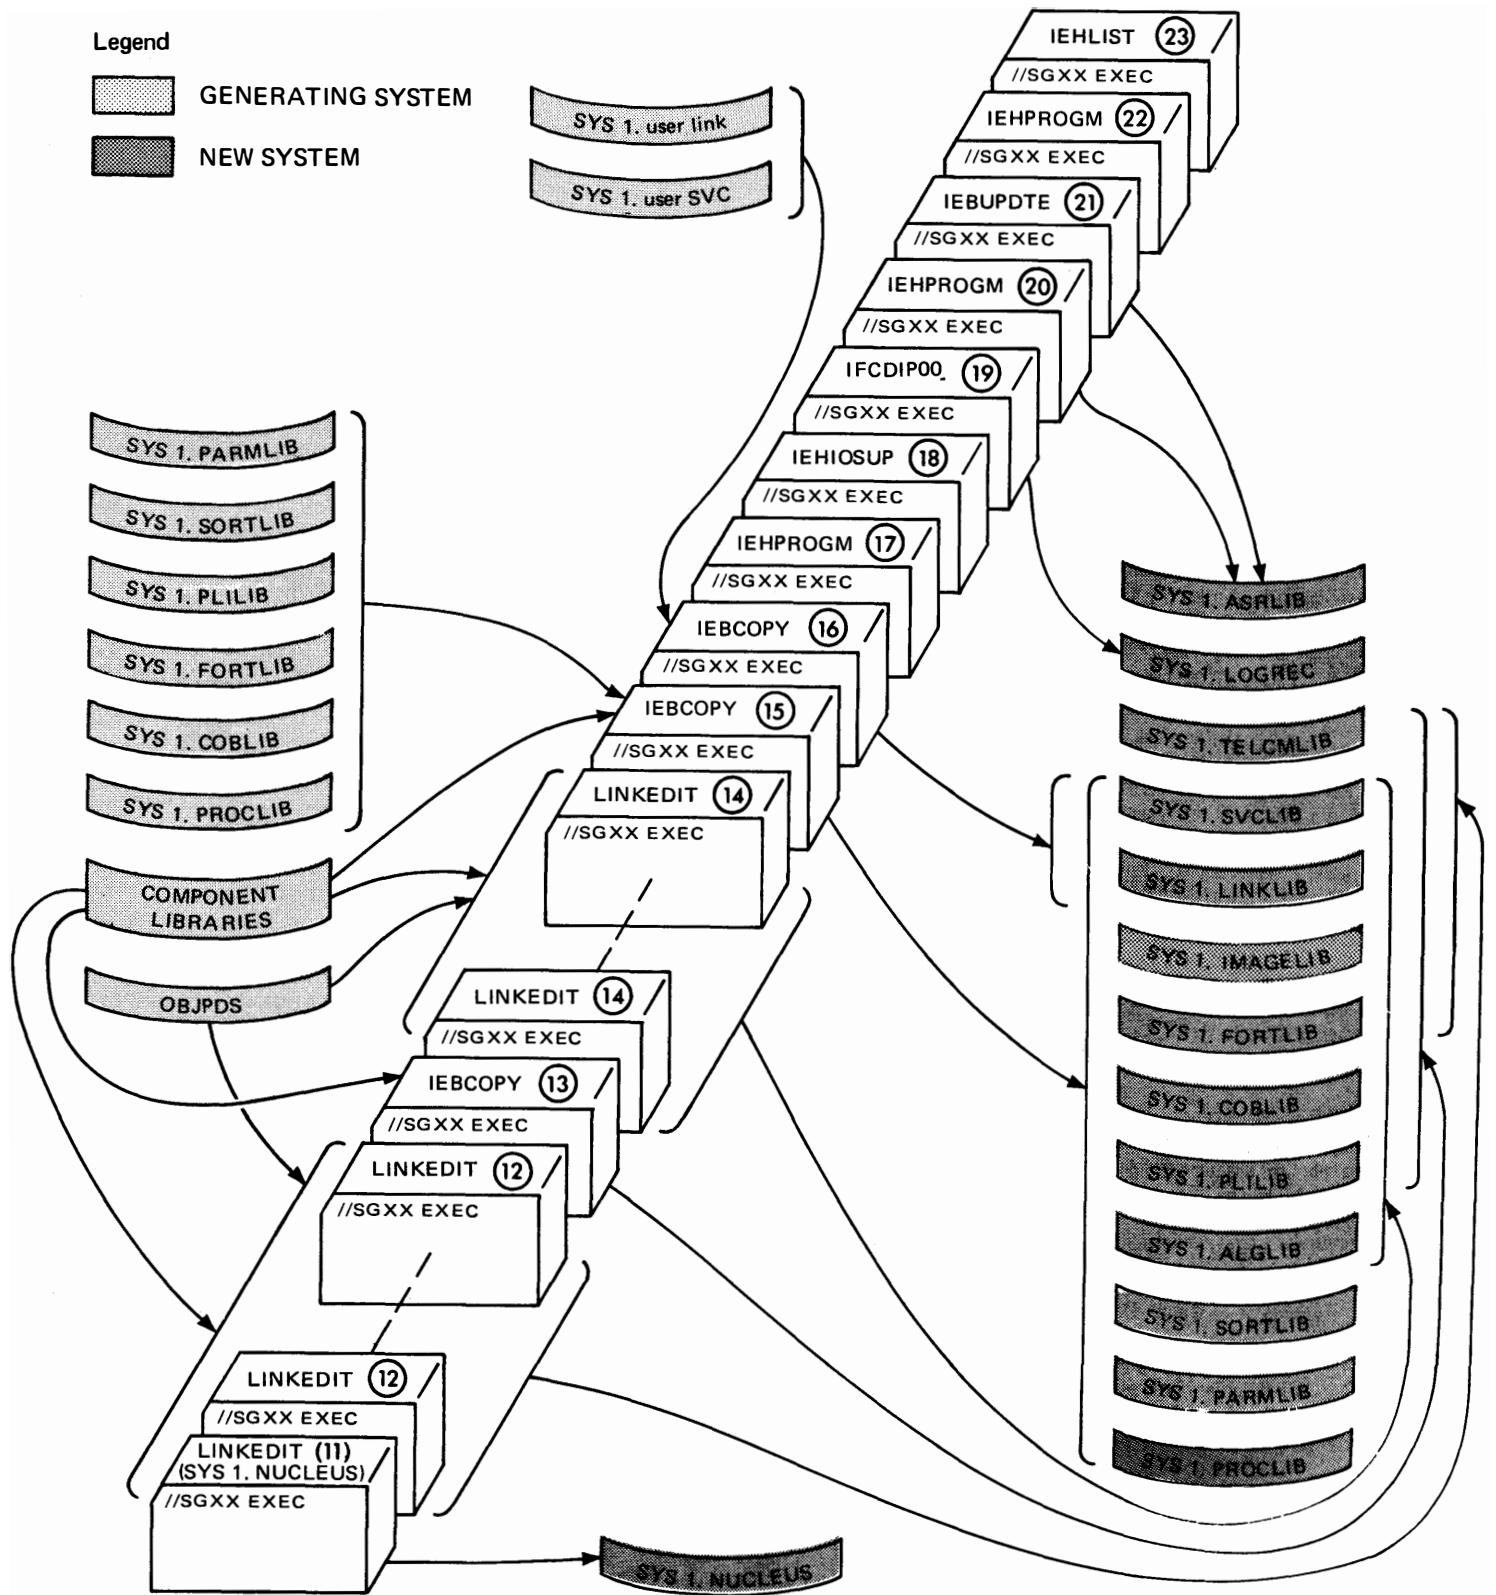 Legend
GENERATING SYSTEM
NEW SYSTEM
SYS 1. user link
SYS 1. user SVC
IEHLIST 23
//SGXX EXEC
IEHPROGM 22
//SGXX EXEC
IEBUPDTE 21
//SGXX EXEC
IEHPROGM 20
//SGXX EXEC
IFCDIP00 19
//SGXX EXEC
IEHIOSUP 18
//SGXX EXEC
IEHPROGM 17
//SGXX EXEC
IEBCOPY 16
//SGXX EXEC
IEBCOPY 15
//SGXX EXEC
LINKEDIT 14
//SGXX EXEC
LINKEDIT 14
//SGXX EXEC
IEBCOPY 13
//SGXX EXEC
LINKEDIT 12
//SGXX EXEC
LINKEDIT 12
//SGXX EXEC
LINKEDIT (11)
(SYS 1. NUCLEUS)
//SGXX EXEC
SYS 1. PARMLIB
SYS 1. SORTLIB
SYS 1. PLILIB
SYS 1. FORTLIB
SYS 1. COBLIB
SYS 1. PROCLIB
COMPONENT
LIBRARIES
OBJPDS
SYS 1. ASRLIB
SYS 1. LOGREC
SYS 1. TELCMLIB
SYS 1. SVCLIB
SYS 1. LINKLIB
SYS 1. IMAGELIB
SYS 1. FORTLIB
SYS 1. COBLIB
SYS 1. PLILIB
SYS 1. ALGLIB
SYS 1. SORTLIB
SYS 1. PARMLIB
SYS 1. PROCLIB
SYS 1. NUCLEUS